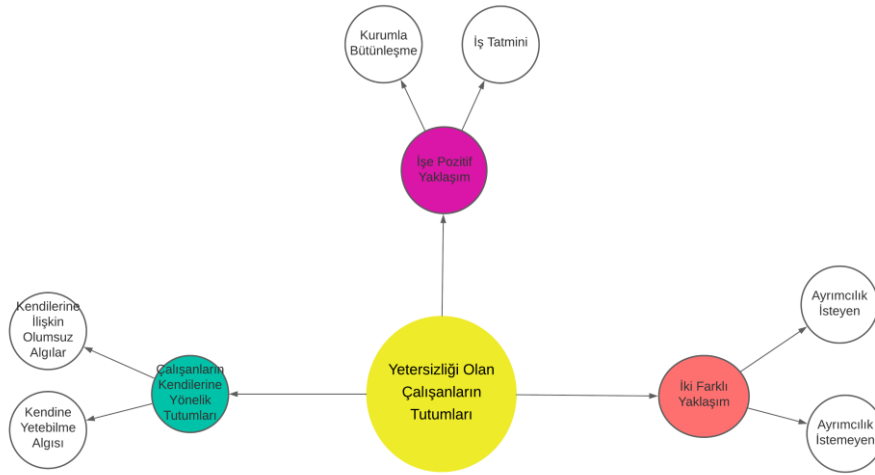 Kurumla
Bütünleşme
İş Tatmini
İşe Pozitif
Yaklaşım
Kendilerine
İlişkin
Olumsuz
Algılar
Ayrımcılık
İsteyen
Çalışanların
Kendilerine
Yönelik
Tutumları
Yetersizliği Olan
Çalışanların
Tutumları
İki Farklı
Yaklaşım
Kendine
Yetebilme
Algısı
Ayrımcılık
İstemeyen